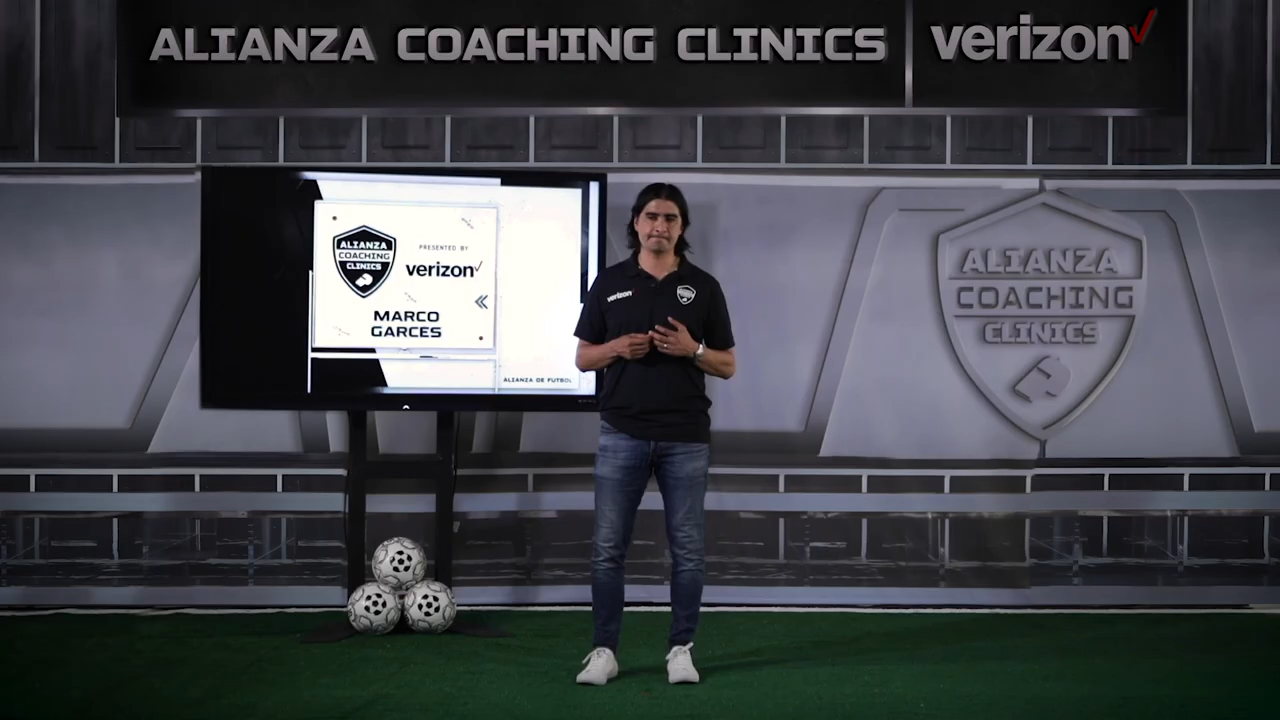 ALIANZA COACHING CLINICS verizon
ALIANZA
COACHING
CLINICS
PRESENTED BY
verizon
MARCO
GARCES
ALIANZA DE FUTBOL
verizon
ALIANZA
COACHING
CLINICS